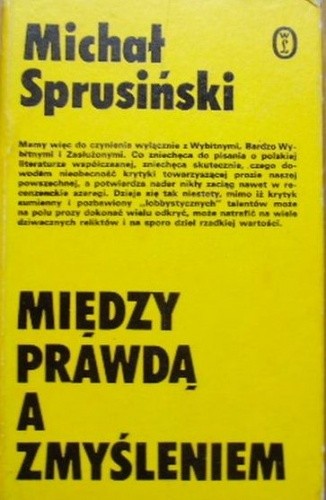 Michał
Sprusiński
WL
Mamy więc do czynienia wyłącznie z Wybitnymi, Bardzo Wy-
bitnymi i Zasłużonymi. Co zniechęca do pisania o polskiej
literaturze współczesnej, zniechęca skutecznie, czego do-
wodem nieobecność krytyki towarzyszącej prozie naszej
powszechnej, a potwierdza nader nikły zaciąg nawet w re-
cenzenckie szeregi. Dzieje się tak niestety, mimo iż krytyk
sumienny i pozbawiony „lobbystycznych” talentów może
na polu prozy dokonać wielu odkryć, może natrafić na wiele
dziwacznych reliktów i na sporo dzieł rzadkiej wartości.
MIĘDZY
PRAWDĄ
A
ZMYŚLENIEM